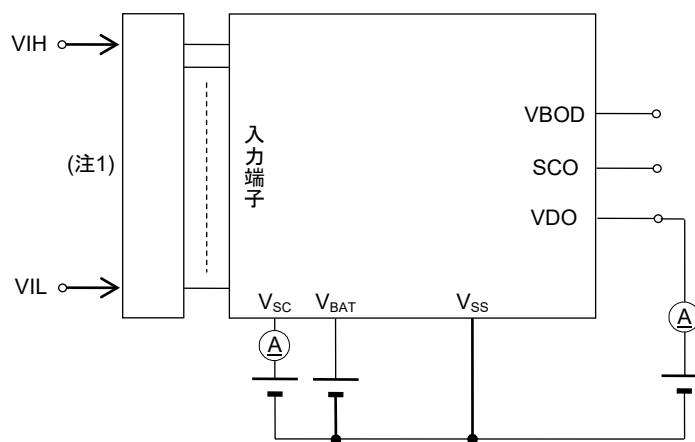 VIH
(注1)
VIL
入力端子
VBOD
SCO
VDO
VSC
VBAT
VSS
A
A